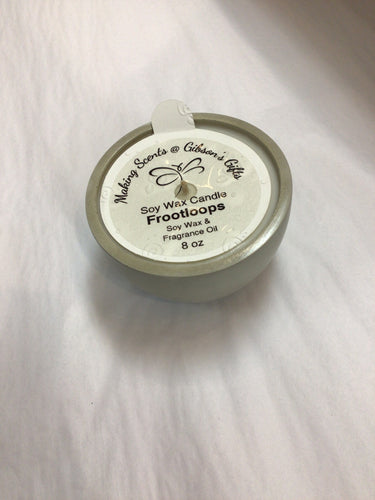 Making Scents @ Gibson's Gifts
Soy Wax Candle
Frootloops
Soy Wax &
Fragrance Oil
8 oz